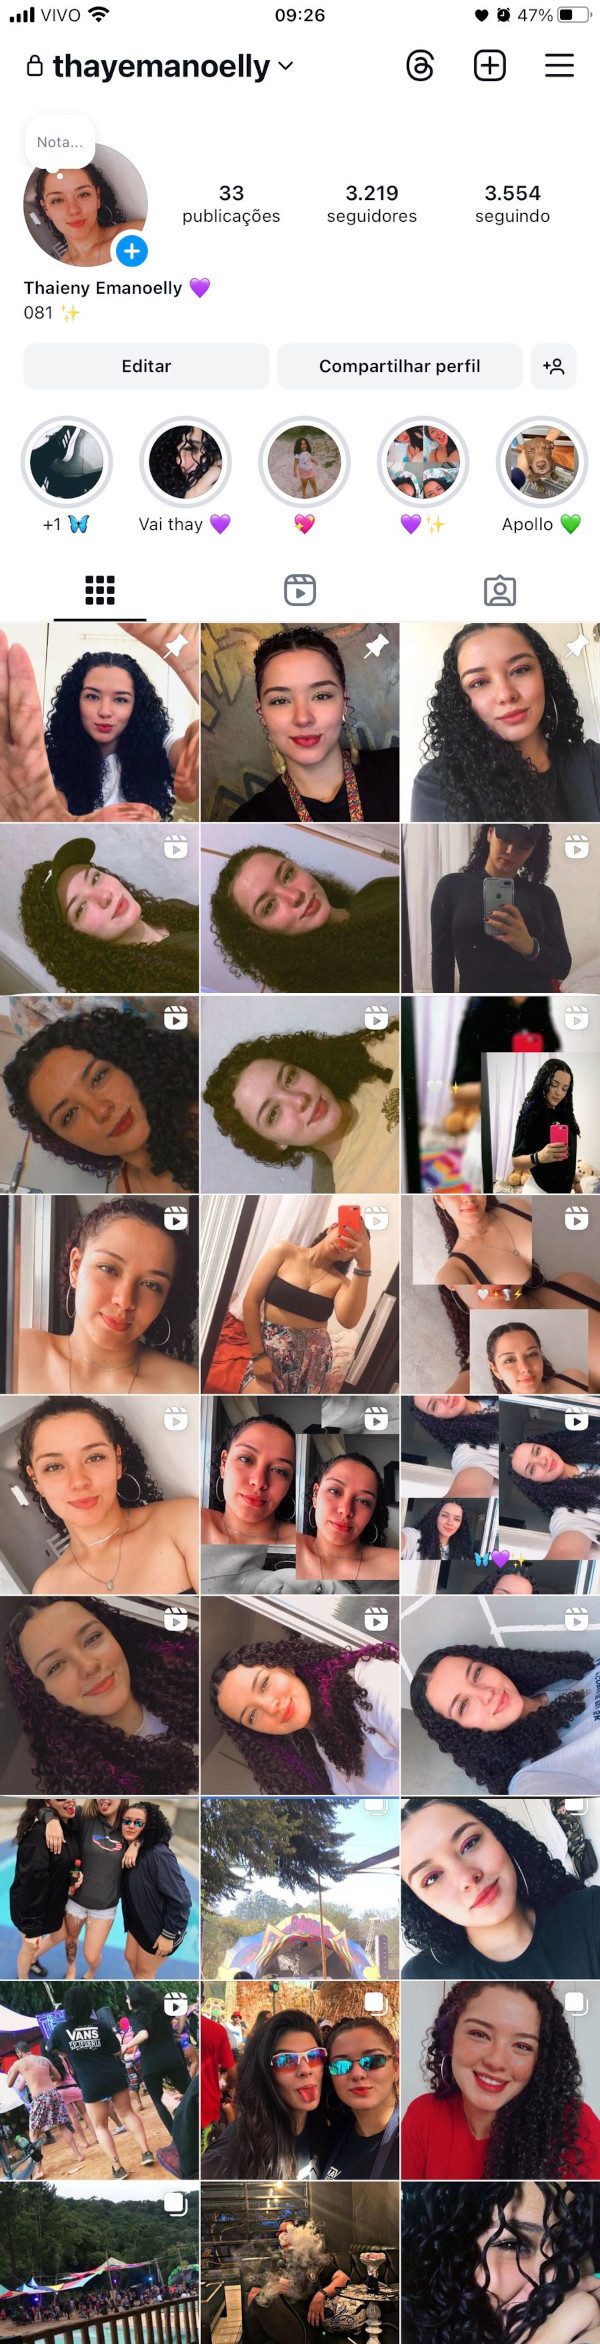 VIVO 09:26 47%
thayemanoelly
Nota...
33 3.219 3.554
publicações seguidores seguindo
Thaieny Emanoelly 💜
081 ✨
Editar Compartilhar perfil
+1 🦋 Vai thay 💜 💖 💜✨ Apollo 💚
VANS